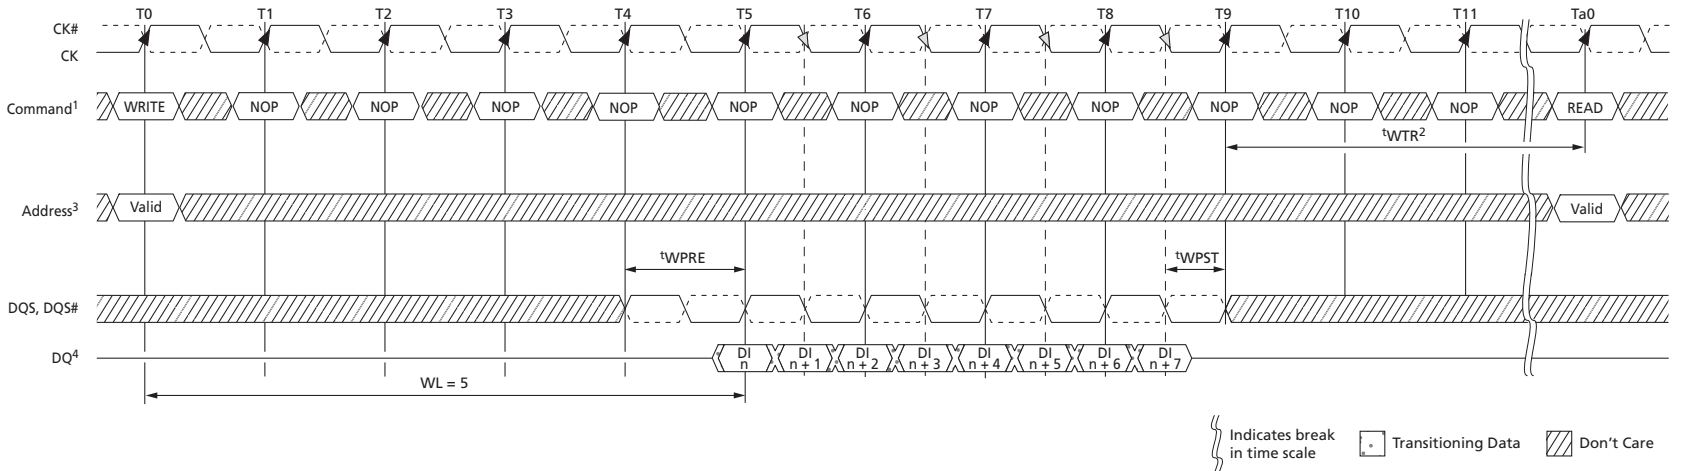 T0 T1 T2 T3 T4 T5 T6 T7 T8 T9 T10 T11 Ta0
CK#
CK
Command1 WRITE NOP NOP NOP NOP NOP NOP NOP NOP NOP NOP NOP READ
tWTR2
Address3 Valid Valid
tWPRE tWPST
DQS, DQS#
DQ4 DI n DI n + 1 DI n + 2 DI n + 3 DI n + 4 DI n + 5 DI n + 6 DI n + 7
WL = 5
Indicates break
in time scale
Transitioning Data
Don't Care